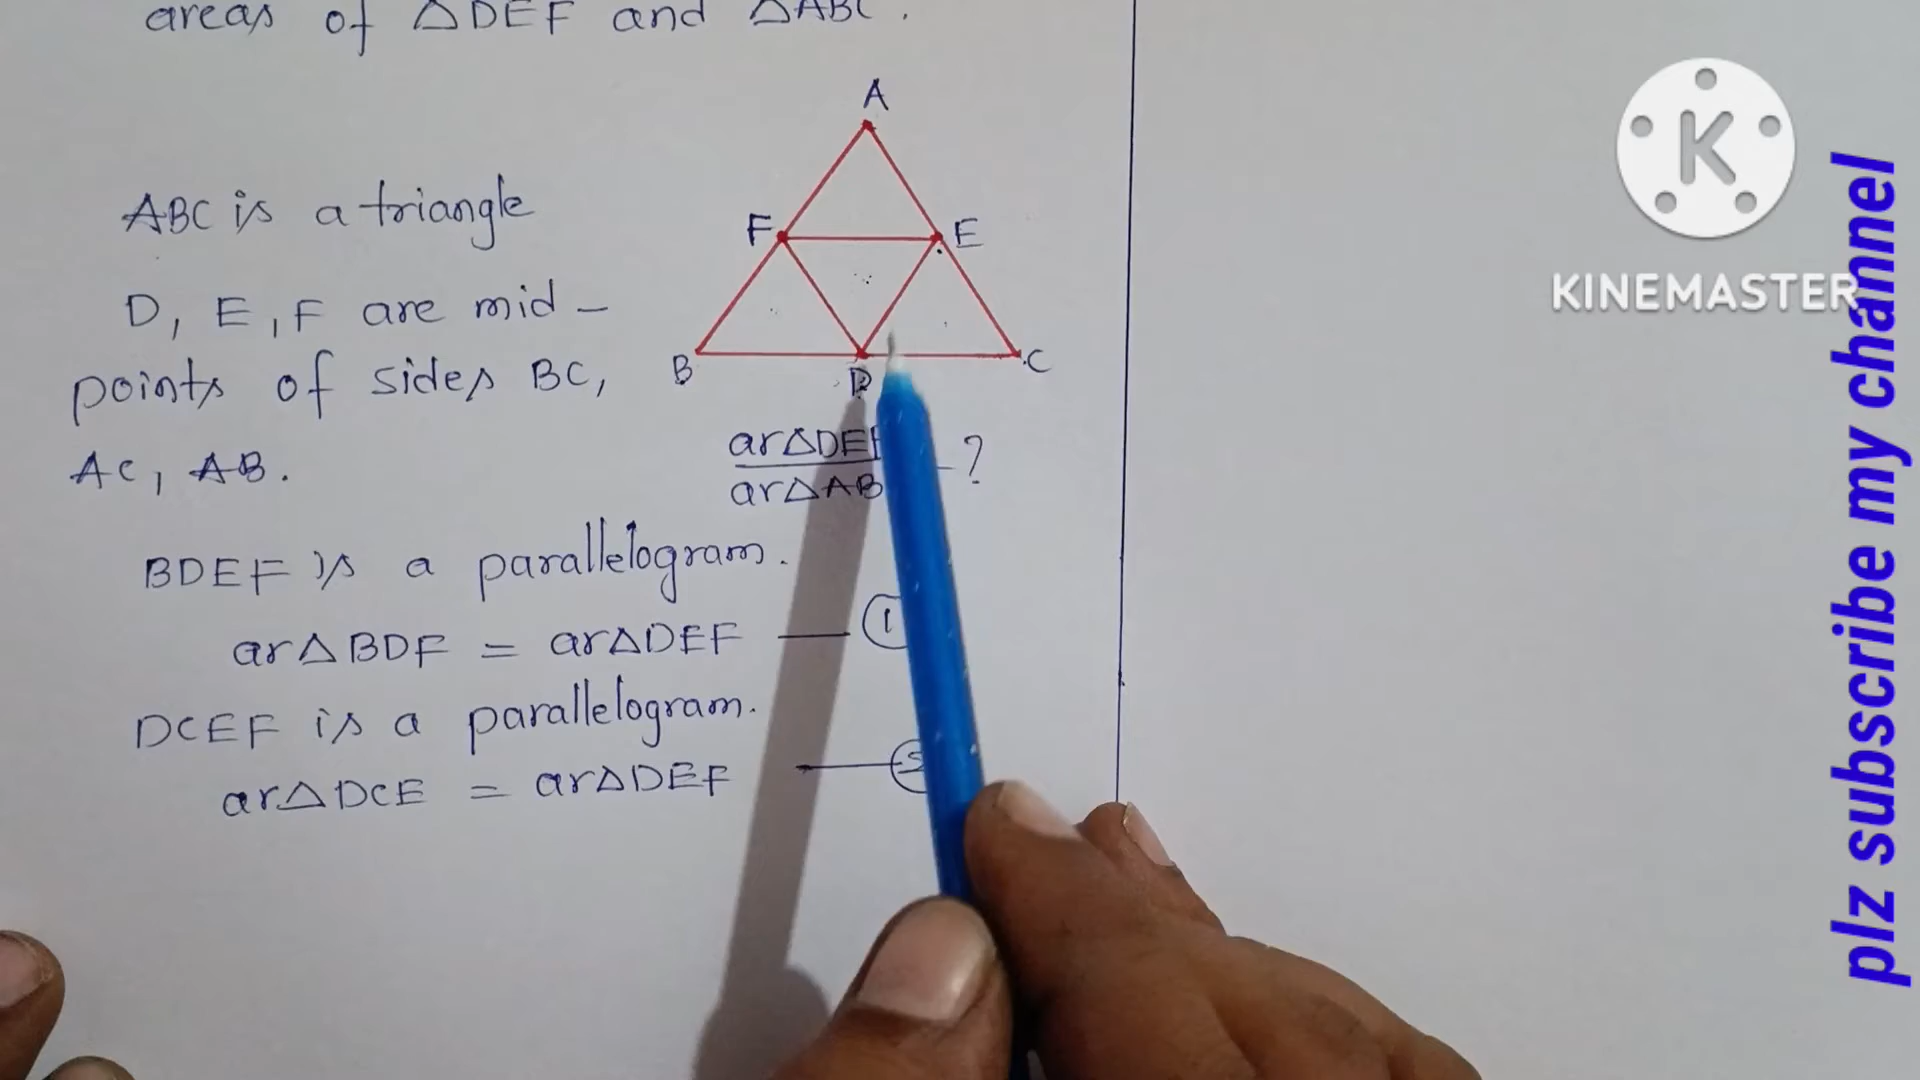 areas of △DEF and △ABC.
A
F E
B D C
ABC is a triangle
D, E, F are mid-
points of sides BC,
AC, AB.
ar△DEF
ar△AB
?
BDEF is a parallelogram.
ar△BDF = ar△DEF — ①
DCEF is a parallelogram.
ar△DCE = ar△DEF — ②
K
KINEMASTER
plz subscribe my channel